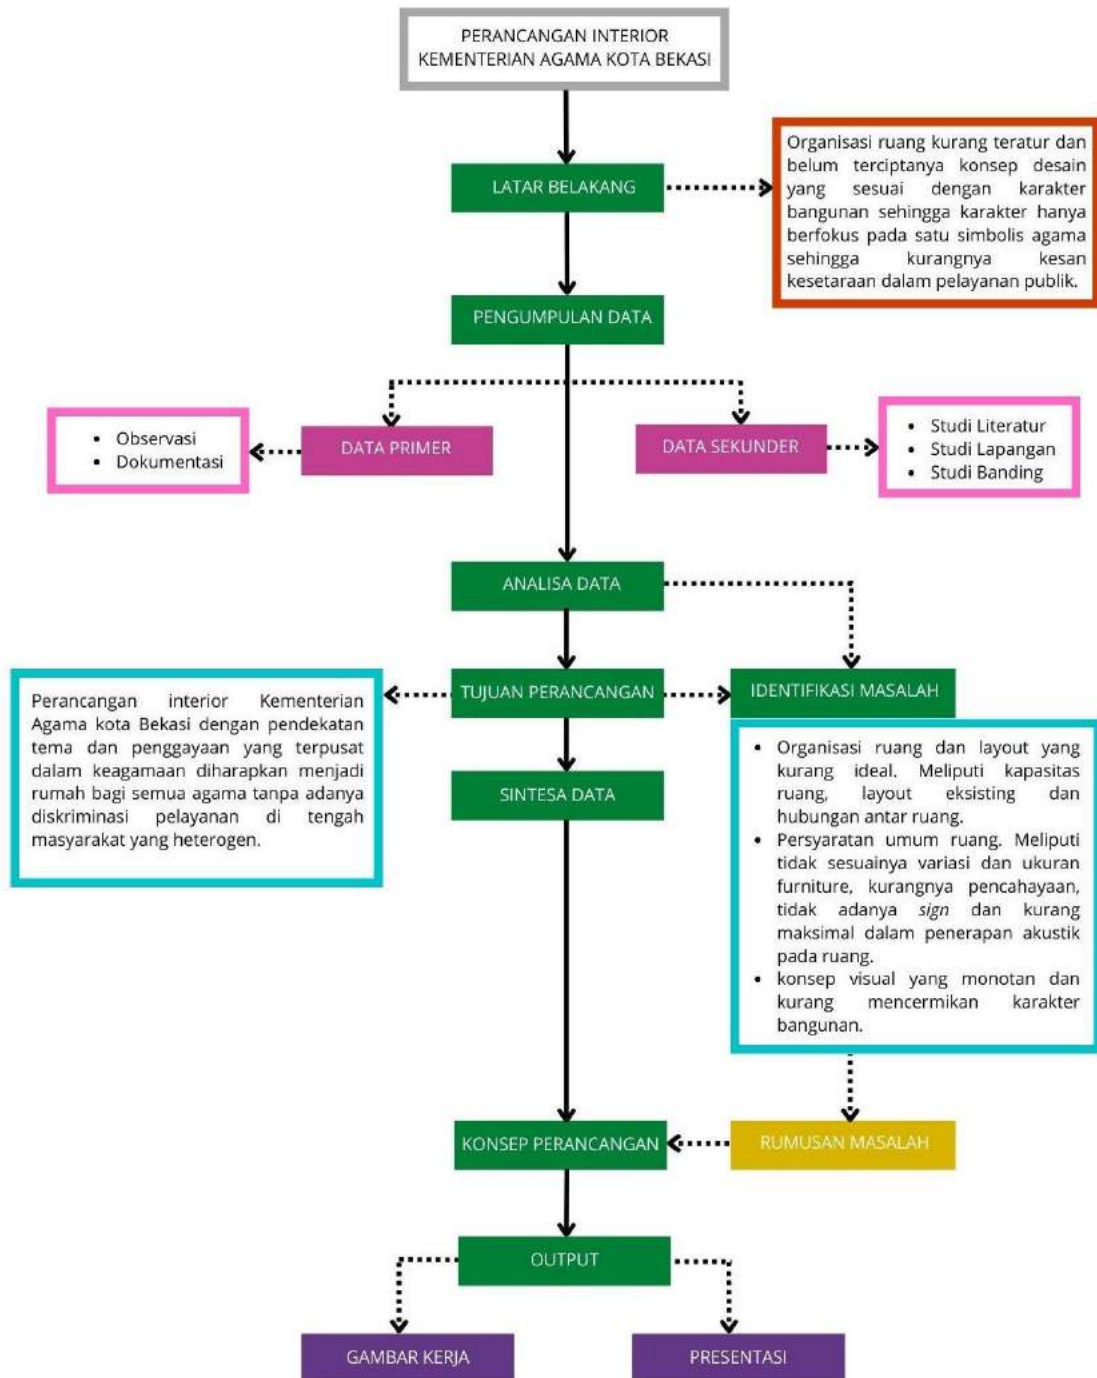 PERANCANGAN INTERIOR
KEMENTERIAN AGAMA KOTA BEKASI
LATAR BELAKANG
Organisasi ruang kurang teratur dan
belum terciptanya konsep desain
yang sesuai dengan karakter
bangunan sehingga karakter hanya
berfokus pada satu simbolis agama
sehingga kurangnya kesan
kesetaraan dalam pelayanan publik.
PENGUMPULAN DATA
• Observasi
• Dokumentasi
DATA PRIMER
DATA SEKUNDER
• Studi Literatur
• Studi Lapangan
• Studi Banding
ANALISA DATA
Perancangan interior Kementerian
Agama kota Bekasi dengan pendekatan
tema dan penggayaan yang terpusat
dalam keagamaan diharapkan menjadi
rumah bagi semua agama tanpa adanya
diskriminasi pelayanan di tengah
masyarakat yang heterogen.
TUJUAN PERANCANGAN
IDENTIFIKASI MASALAH
• Organisasi ruang dan layout yang
kurang ideal. Meliputi kapasitas
ruang, layout eksisting dan
hubungan antar ruang.
• Persyaratan umum ruang. Meliputi
tidak sesuainya variasi dan ukuran
furniture, kurangnya pencahayaan,
tidak adanya sign dan kurang
maksimal dalam penerapan akustik
pada ruang.
• konsep visual yang monotan dan
kurang mencermikan karakter
bangunan.
SINTESA DATA
KONSEP PERANCANGAN
RUMUSAN MASALAH
OUTPUT
GAMBAR KERJA
PRESENTASI